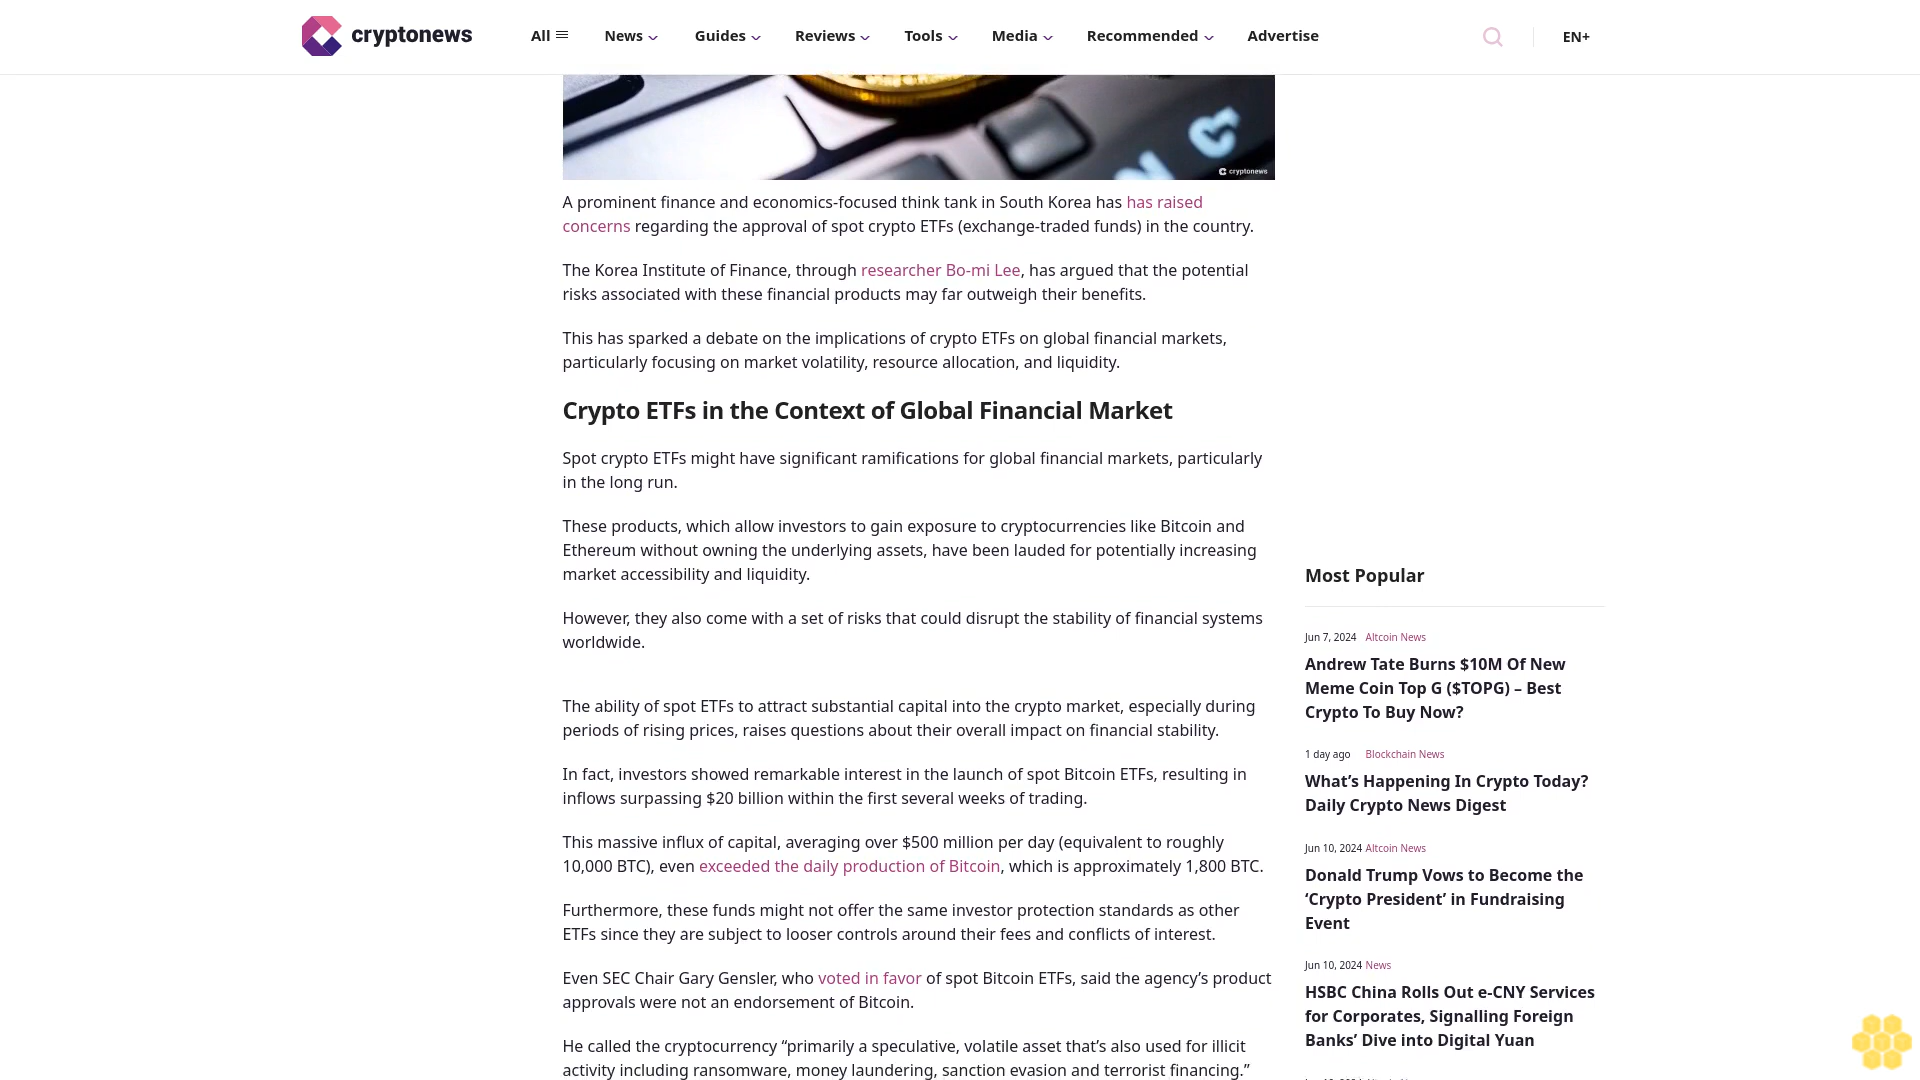 cryptonews
All
News
Guides
Reviews
Tools
Media
Recommended
Advertise
EN+
cryptonews
A prominent finance and economics-focused think tank in South Korea has has raised
concerns regarding the approval of spot crypto ETFs (exchange-traded funds) in the country.
The Korea Institute of Finance, through researcher Bo-mi Lee, has argued that the potential
risks associated with these financial products may far outweigh their benefits.
This has sparked a debate on the implications of crypto ETFs on global financial markets,
particularly focusing on market volatility, resource allocation, and liquidity.
Crypto ETFs in the Context of Global Financial Market
Spot crypto ETFs might have significant ramifications for global financial markets, particularly
in the long run.
These products, which allow investors to gain exposure to cryptocurrencies like Bitcoin and
Ethereum without owning the underlying assets, have been lauded for potentially increasing
market accessibility and liquidity.
However, they also come with a set of risks that could disrupt the stability of financial systems
worldwide.
The ability of spot ETFs to attract substantial capital into the crypto market, especially during
periods of rising prices, raises questions about their overall impact on financial stability.
In fact, investors showed remarkable interest in the launch of spot Bitcoin ETFs, resulting in
inflows surpassing $20 billion within the first several weeks of trading.
This massive influx of capital, averaging over $500 million per day (equivalent to roughly
10,000 BTC), even exceeded the daily production of Bitcoin, which is approximately 1,800 BTC.
Furthermore, these funds might not offer the same investor protection standards as other
ETFs since they are subject to looser controls around their fees and conflicts of interest.
Even SEC Chair Gary Gensler, who voted in favor of spot Bitcoin ETFs, said the agency’s product
approvals were not an endorsement of Bitcoin.
He called the cryptocurrency “primarily a speculative, volatile asset that’s also used for illicit
activity including ransomware, money laundering, sanction evasion and terrorist financing.”
Most Popular
Jun 7, 2024 Altcoin News
Andrew Tate Burns $10M Of New
Meme Coin Top G ($TOPG) – Best
Crypto To Buy Now?
1 day ago Blockchain News
What’s Happening In Crypto Today?
Daily Crypto News Digest
Jun 10, 2024 Altcoin News
Donald Trump Vows to Become the
‘Crypto President’ in Fundraising
Event
Jun 10, 2024 News
HSBC China Rolls Out e-CNY Services
for Corporates, Signalling Foreign
Banks’ Dive into Digital Yuan